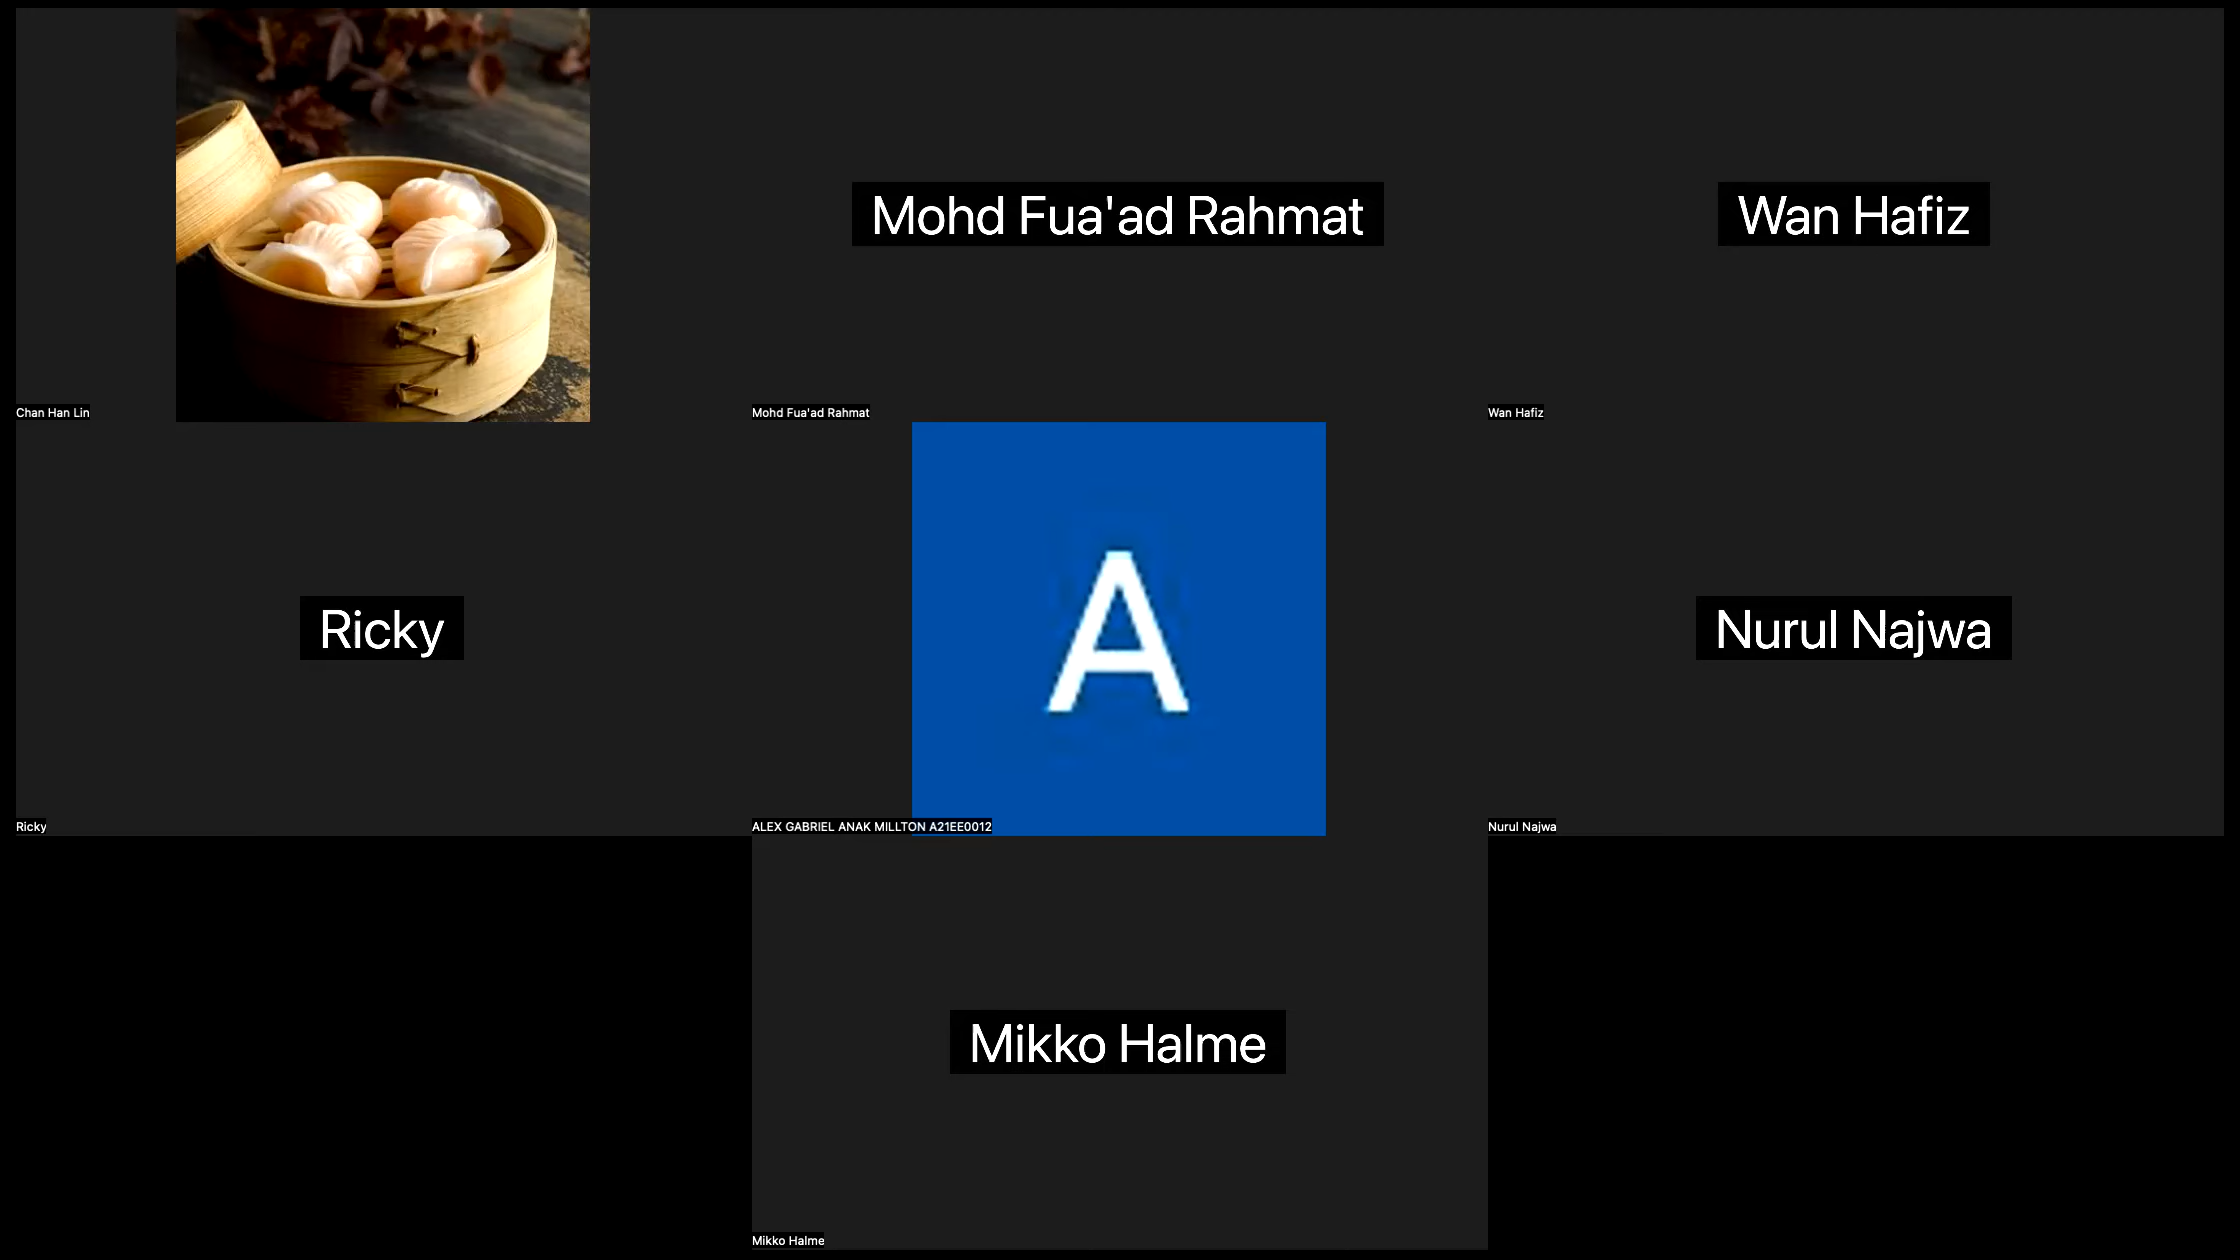 Mohd Fua'ad Rahmat
Wan Hafiz
Chan Han Lin
Mohd Fua'ad Rahmat
Wan Hafiz
Ricky
A
Nurul Najwa
Ricky
ALEX GABRIEL ANAK MILLTON A21EE0012
Nurul Najwa
Mikko Halme
Mikko Halme